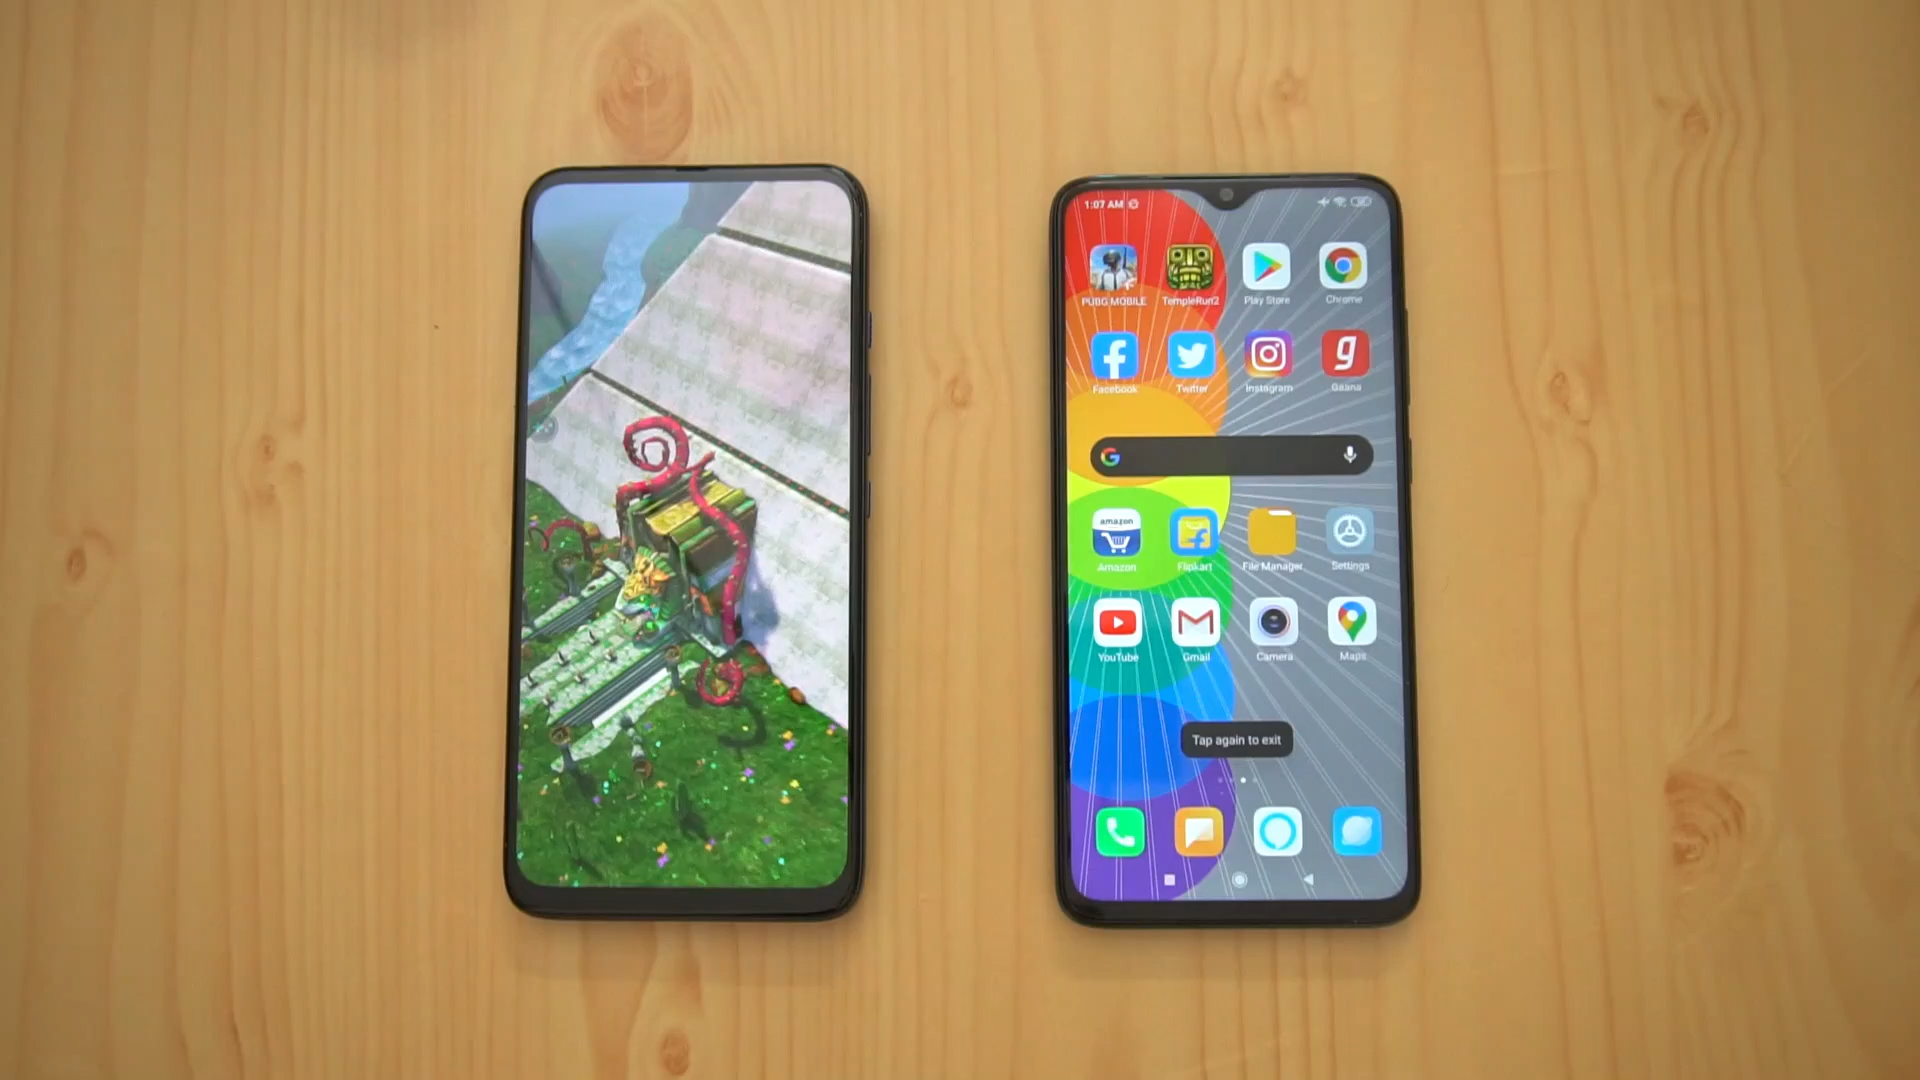 1:07 AM
PUBG MOBILE
TempleRun2
Play Store
Chrome
Facebook
Twitter
Instagram
Gaana
amazon
Amazon
Flipkart
File Manager
Settings
YouTube
Gmail
Camera
Maps
Tap again to exit